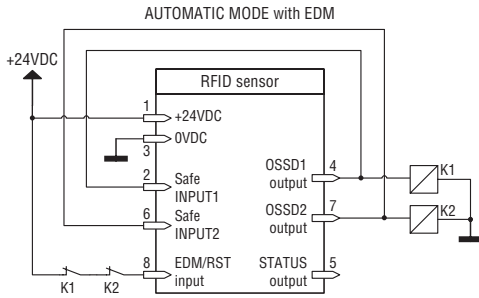 AUTOMATIC MODE with EDM
+24VDC
RFID sensor
1
+24VDC
0VDC
3
2
Safe
INPUT1
6
Safe
INPUT2
8
EDM/RST
input
OSSD1
output
4
OSSD2
output
7
STATUS
output
5
K1
K2
K1
K2